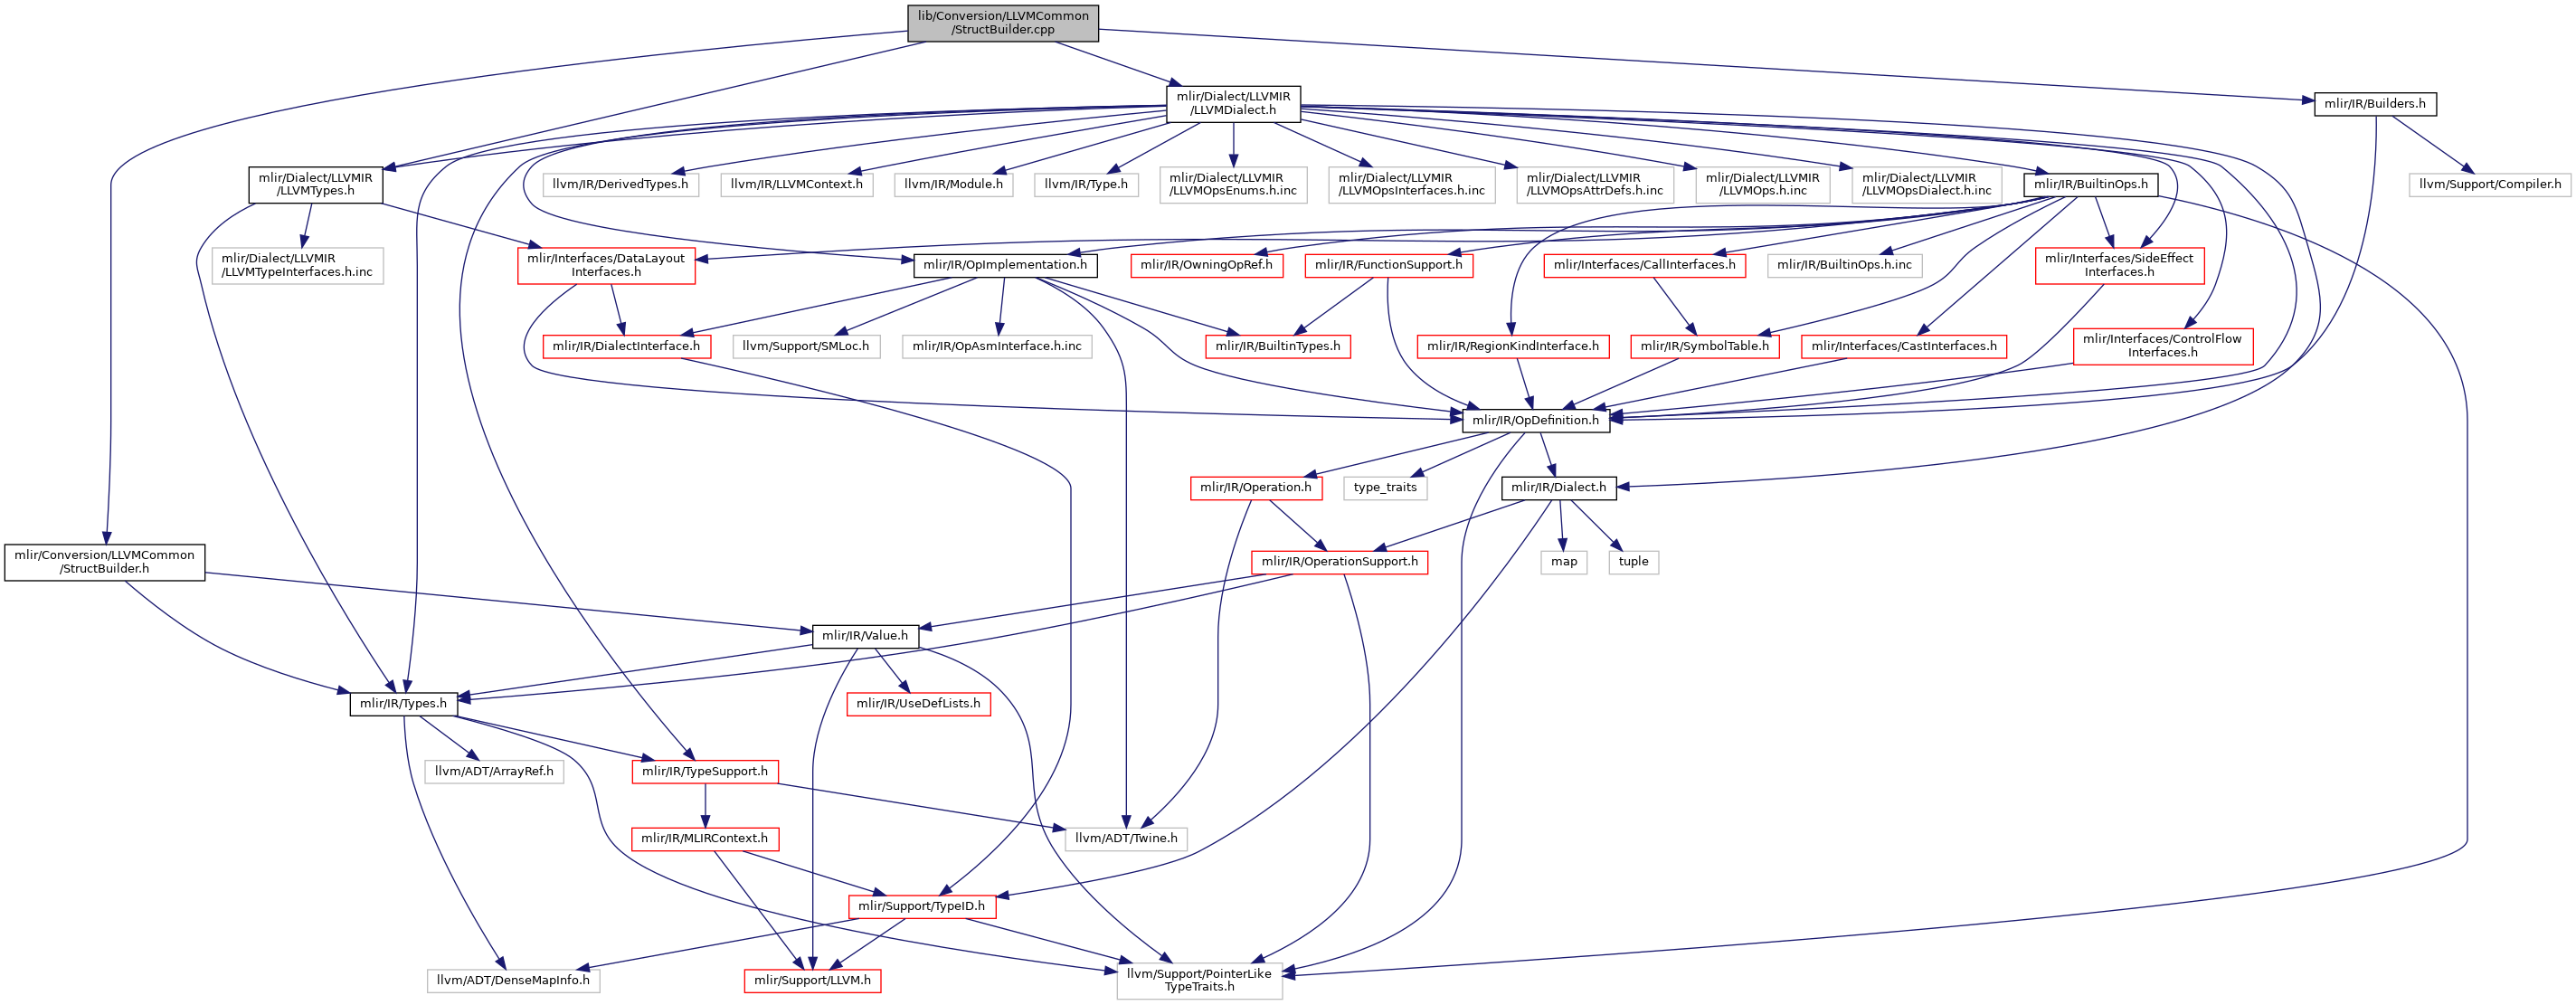 lib/Conversion/LLVMCommon
/StructBuilder.cpp
mlir/Dialect/LLVMIR
/LLVMDialect.h
mlir/IR/Builders.h
mlir/Dialect/LLVMIR
/LLVMTypes.h
llvm/IR/DerivedTypes.h
llvm/IR/LLVMContext.h
llvm/IR/Module.h
llvm/IR/Type.h
mlir/Dialect/LLVMIR
/LLVMOpsEnums.h.inc
mlir/Dialect/LLVMIR
/LLVMOpsInterfaces.h.inc
mlir/Dialect/LLVMIR
/LLVMOpsAttrDefs.h.inc
mlir/Dialect/LLVMIR
/LLVMOps.h.inc
mlir/Dialect/LLVMIR
/LLVMOpsDialect.h.inc
mlir/IR/BuiltinOps.h
llvm/Support/Compiler.h
mlir/Dialect/LLVMIR
/LLVMTypeInterfaces.h.inc
mlir/Interfaces/DataLayout
Interfaces.h
mlir/IR/OpImplementation.h
mlir/IR/OwningOpRef.h
mlir/IR/FunctionSupport.h
mlir/Interfaces/CallInterfaces.h
mlir/IR/BuiltinOps.h.inc
mlir/Interfaces/SideEffect
Interfaces.h
mlir/IR/DialectInterface.h
llvm/Support/SMLoc.h
mlir/IR/OpAsmInterface.h.inc
mlir/IR/BuiltinTypes.h
mlir/IR/RegionKindInterface.h
mlir/IR/SymbolTable.h
mlir/Interfaces/CastInterfaces.h
mlir/Interfaces/ControlFlow
Interfaces.h
mlir/IR/OpDefinition.h
mlir/IR/Operation.h
type_traits
mlir/IR/Dialect.h
mlir/Conversion/LLVMCommon
/StructBuilder.h
mlir/IR/OperationSupport.h
map
tuple
mlir/IR/Value.h
mlir/IR/Types.h
mlir/IR/UseDefLists.h
llvm/ADT/ArrayRef.h
mlir/IR/TypeSupport.h
mlir/IR/MLIRContext.h
llvm/ADT/Twine.h
mlir/Support/TypeID.h
llvm/ADT/DenseMapInfo.h
mlir/Support/LLVM.h
llvm/Support/PointerLike
TypeTraits.h